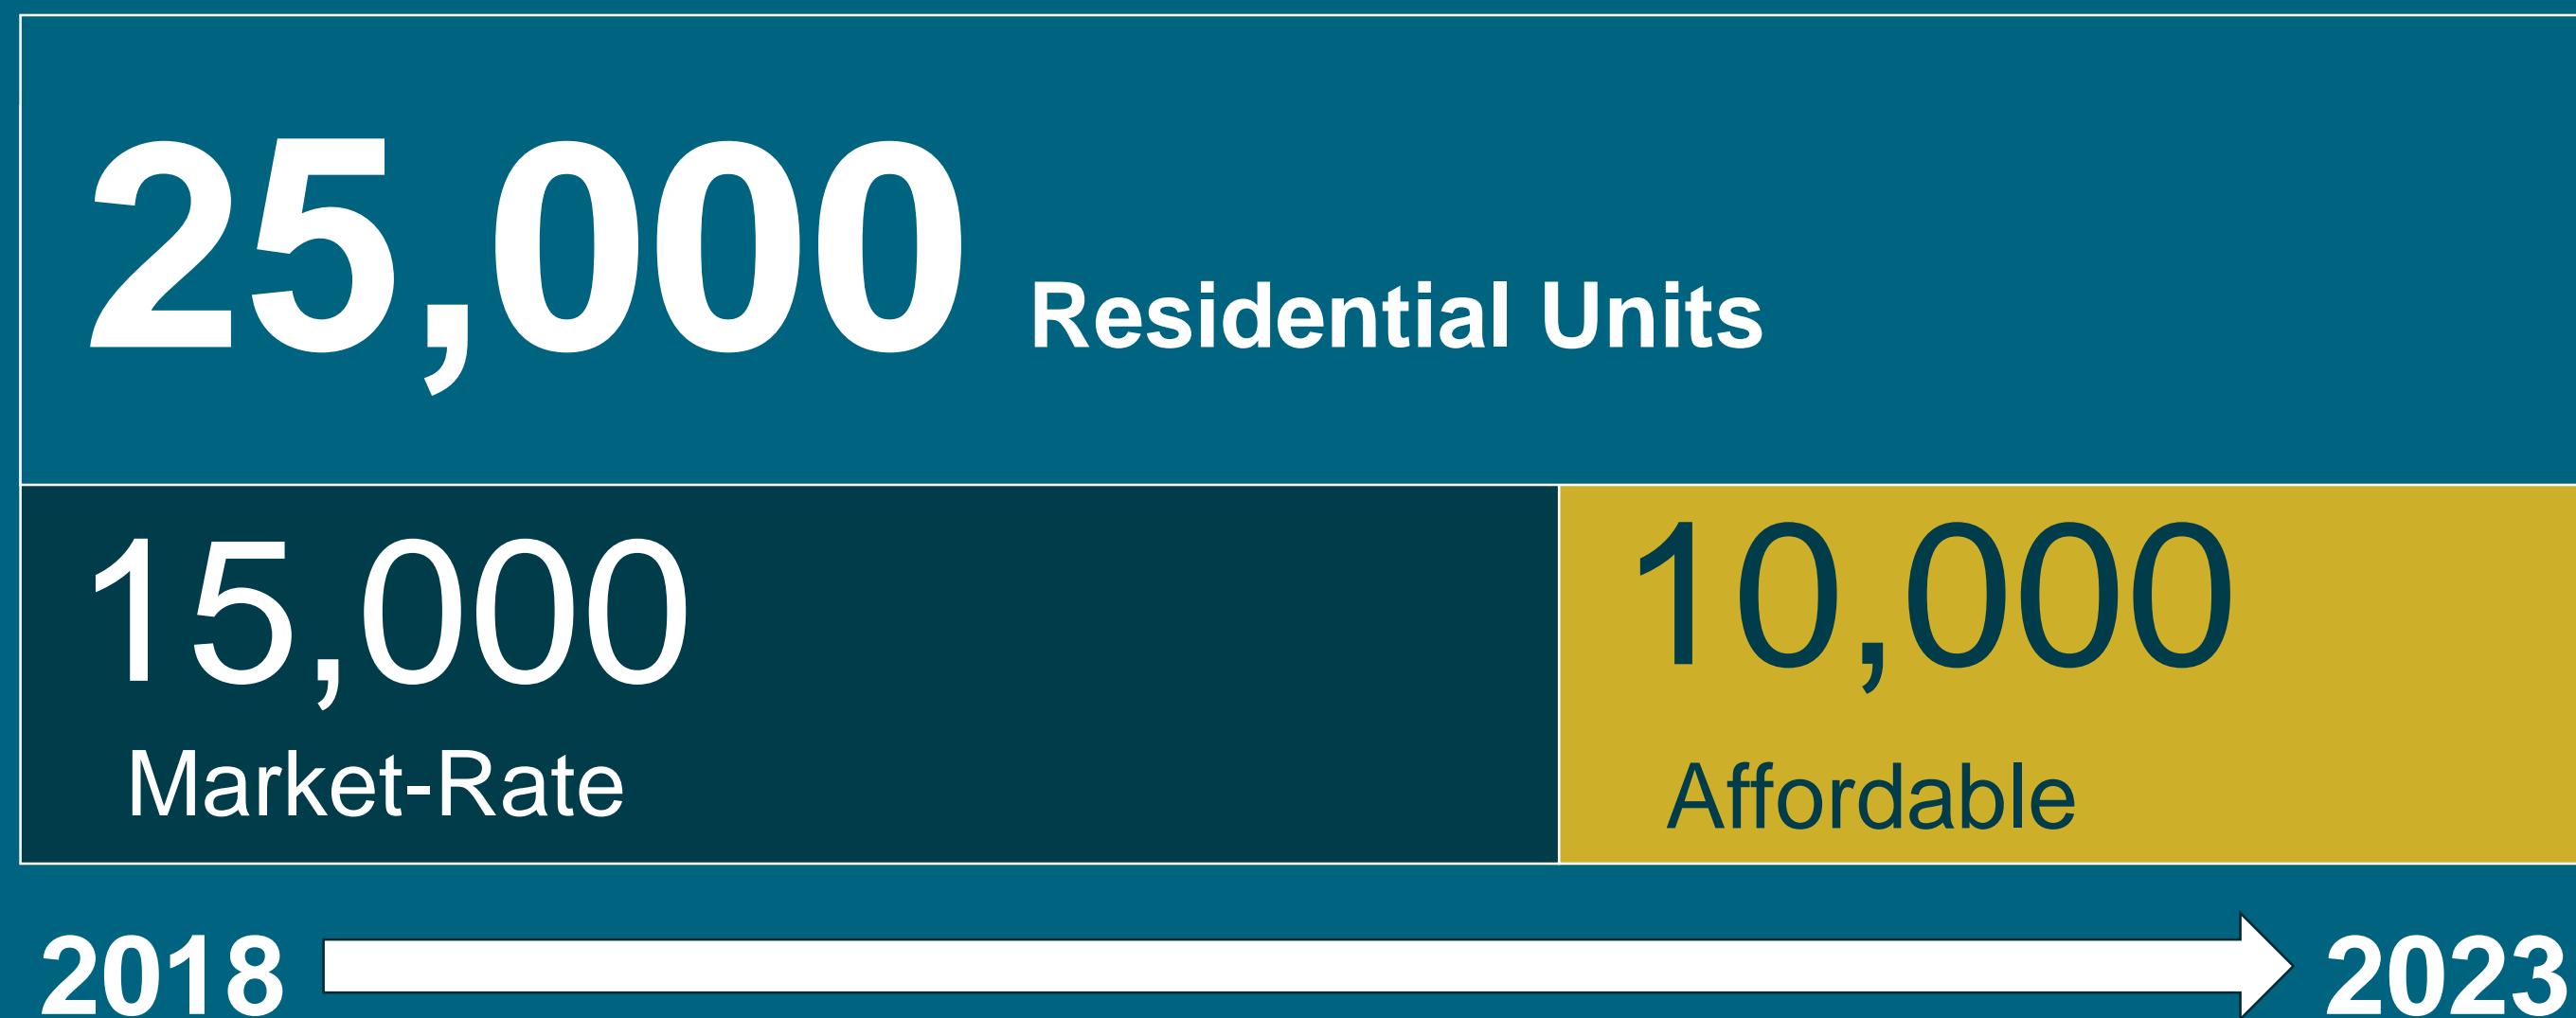 25,000 Residential Units
15,000
Market-Rate
10,000
Affordable
2018
2023